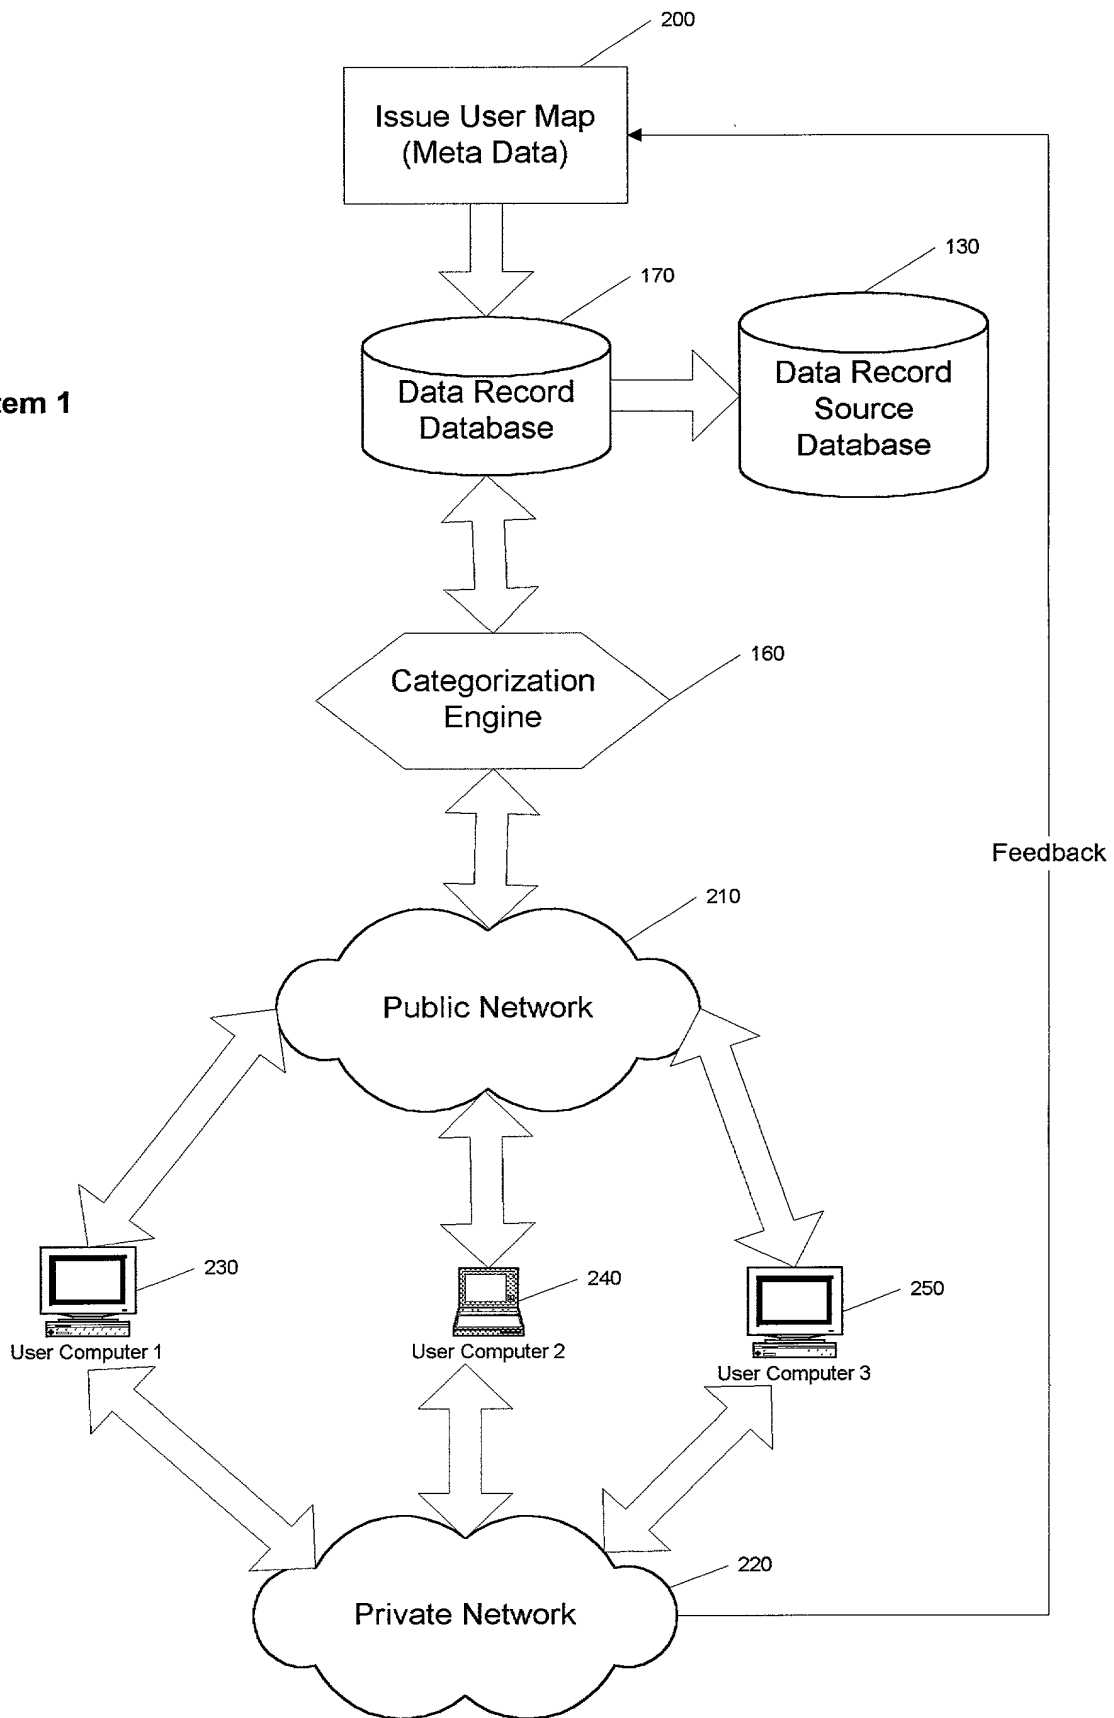 200
Issue User Map
(Meta Data)
130
170
Data Record
Database
Data Record
Source
Database
tem 1
160
Categorization
Engine
Feedback
210
Public Network
230
240
250
User Computer 1
User Computer 2
User Computer 3
220
Private Network